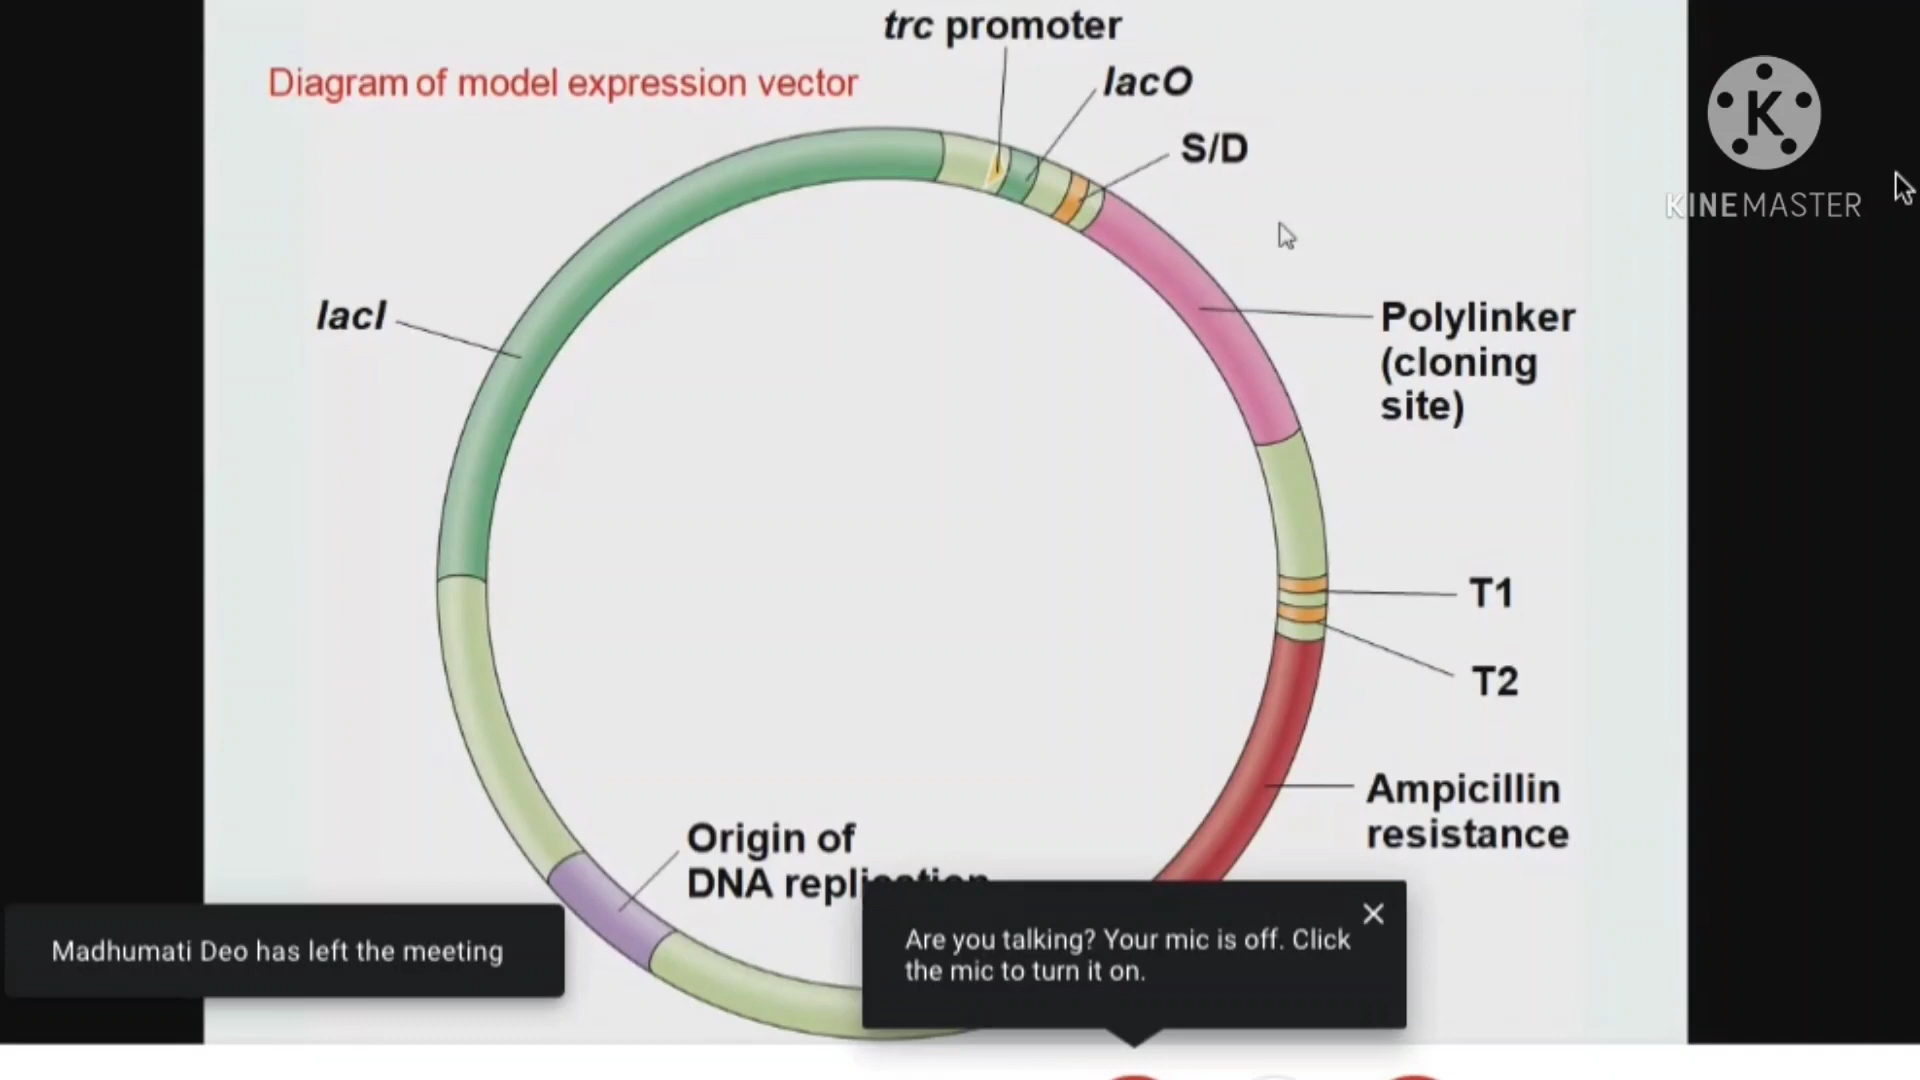 trc promoter
Diagram of model expression vector
lacO
S/D
K
KINEMASTER
lacI
Polylinker
(cloning
site)
T1
T2
Ampicillin
resistance
Origin of
DNA replication
Madhumati Deo has left the meeting
Are you talking? Your mic is off. Click
the mic to turn it on.